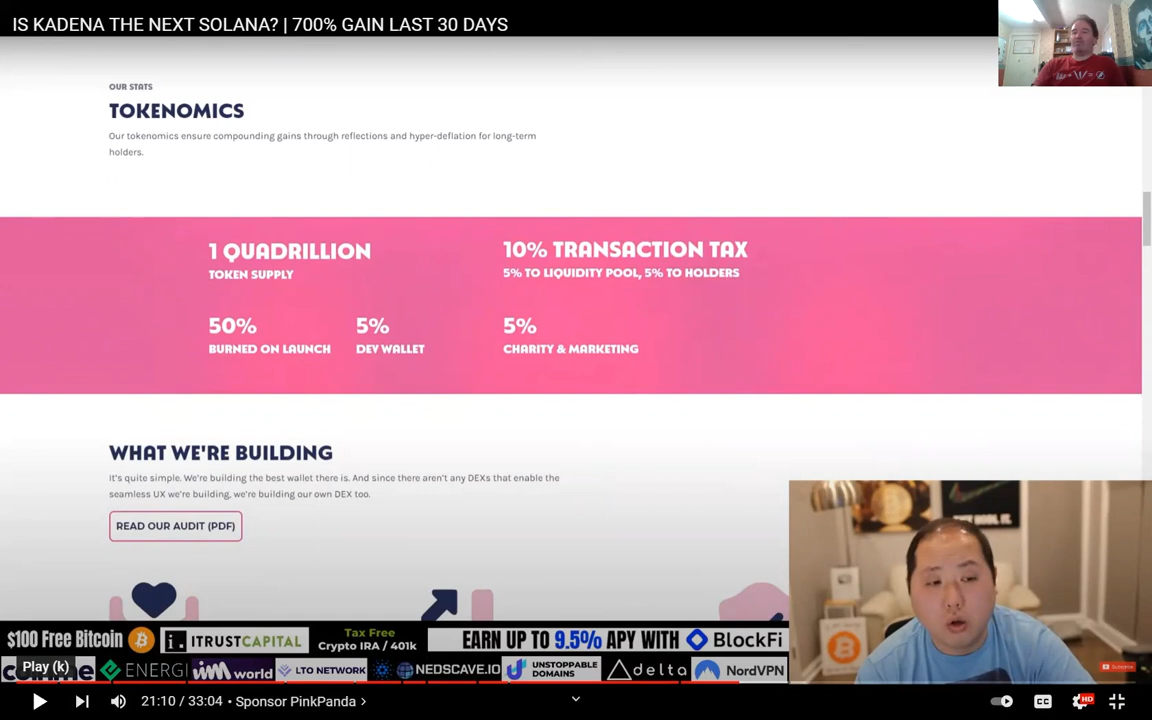 IS KADENA THE NEXT SOLANA? | 700% GAIN LAST 30 DAYS
OUR STATS
TOKENOMICS
Our tokenomics ensure compounding gains through reflections and hyper-deflation for long-term
holders.
1 QUADRILLION
TOKEN SUPPLY
10% TRANSACTION TAX
5% TO LIQUIDITY POOL, 5% TO HOLDERS
50%
BURNED ON LAUNCH
5%
DEV WALLET
5%
CHARITY & MARKETING
WHAT WE'RE BUILDING
It's quite simple. We're building the best wallet there is. And since there aren't any DEXs that enable the
seamless UX we're building, we're building our own DEX too.
READ OUR AUDIT (PDF)
$100 Free Bitcoin
ITRUSTCAPITAL
Tax Free
Crypto IRA / 401k
EARN UP TO 9.5% APY WITH BlockFi
Play (k)
ENERGI
world
LTO NETWORK
NEDSCAVE.IO
UNSTOPPABLE
DOMAINS
delta
NordVPN
Subscribe
21:10 / 33:04 • Sponsor PinkPanda >
CC
HD